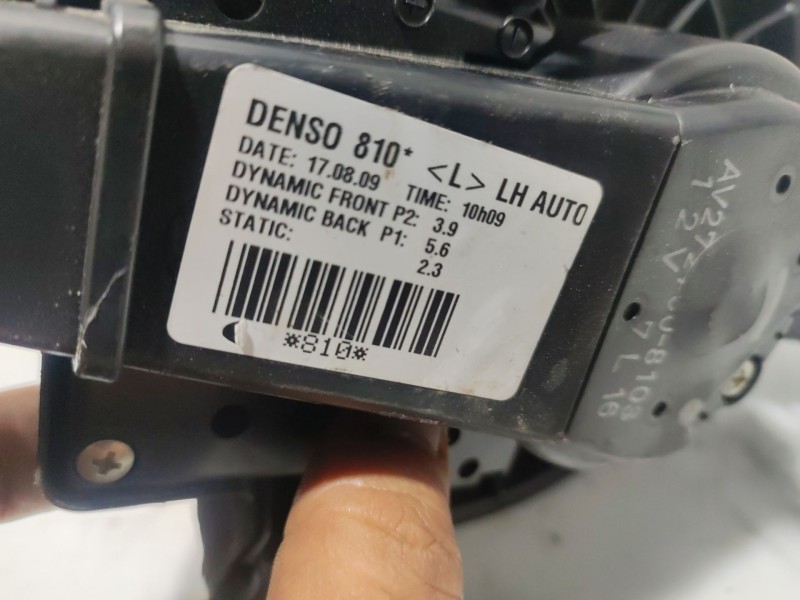 DENSO 810* <L> LH AUTO
DATE: 17.08.09 TIME: 10h09
DYNAMIC FRONT P2: 3.9
DYNAMIC BACK P1: 5.6
STATIC: 2.3
*810*
12V 7L16